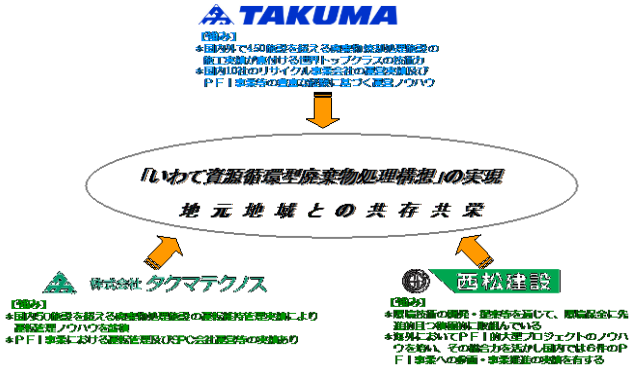 TAKUMA
[強み]
*国内外で450施設を超える廃棄物焼却処理施設の
施工実績が裏付ける世界トップクラスの技術力
*国内10社のリサイクル事業会社の運営実績及び
PFI事業等の豊富な経験に基づく運営ノウハウ
「いわて資源循環型廃棄物処理構想」の実現
地元地域との共存共栄
株式会社 タクマテクノス
[強み]
*国内50施設を超える廃棄物処理施設の運転維持管理実績により
運転管理ノウハウを蓄積
*PFI事業における運転管理及びSPC会社運営等の実績あり
西松建設
[強み]
*環境技術の開発・配慮等を通じて、環境保全に先
進的且つ積極的に取組んでいる
*海外においてPFI的大型プロジェクトのノウハ
ウを培い、その総合力を活かし国内では6件のP
FI事業への参画・事業推進の実績を有する